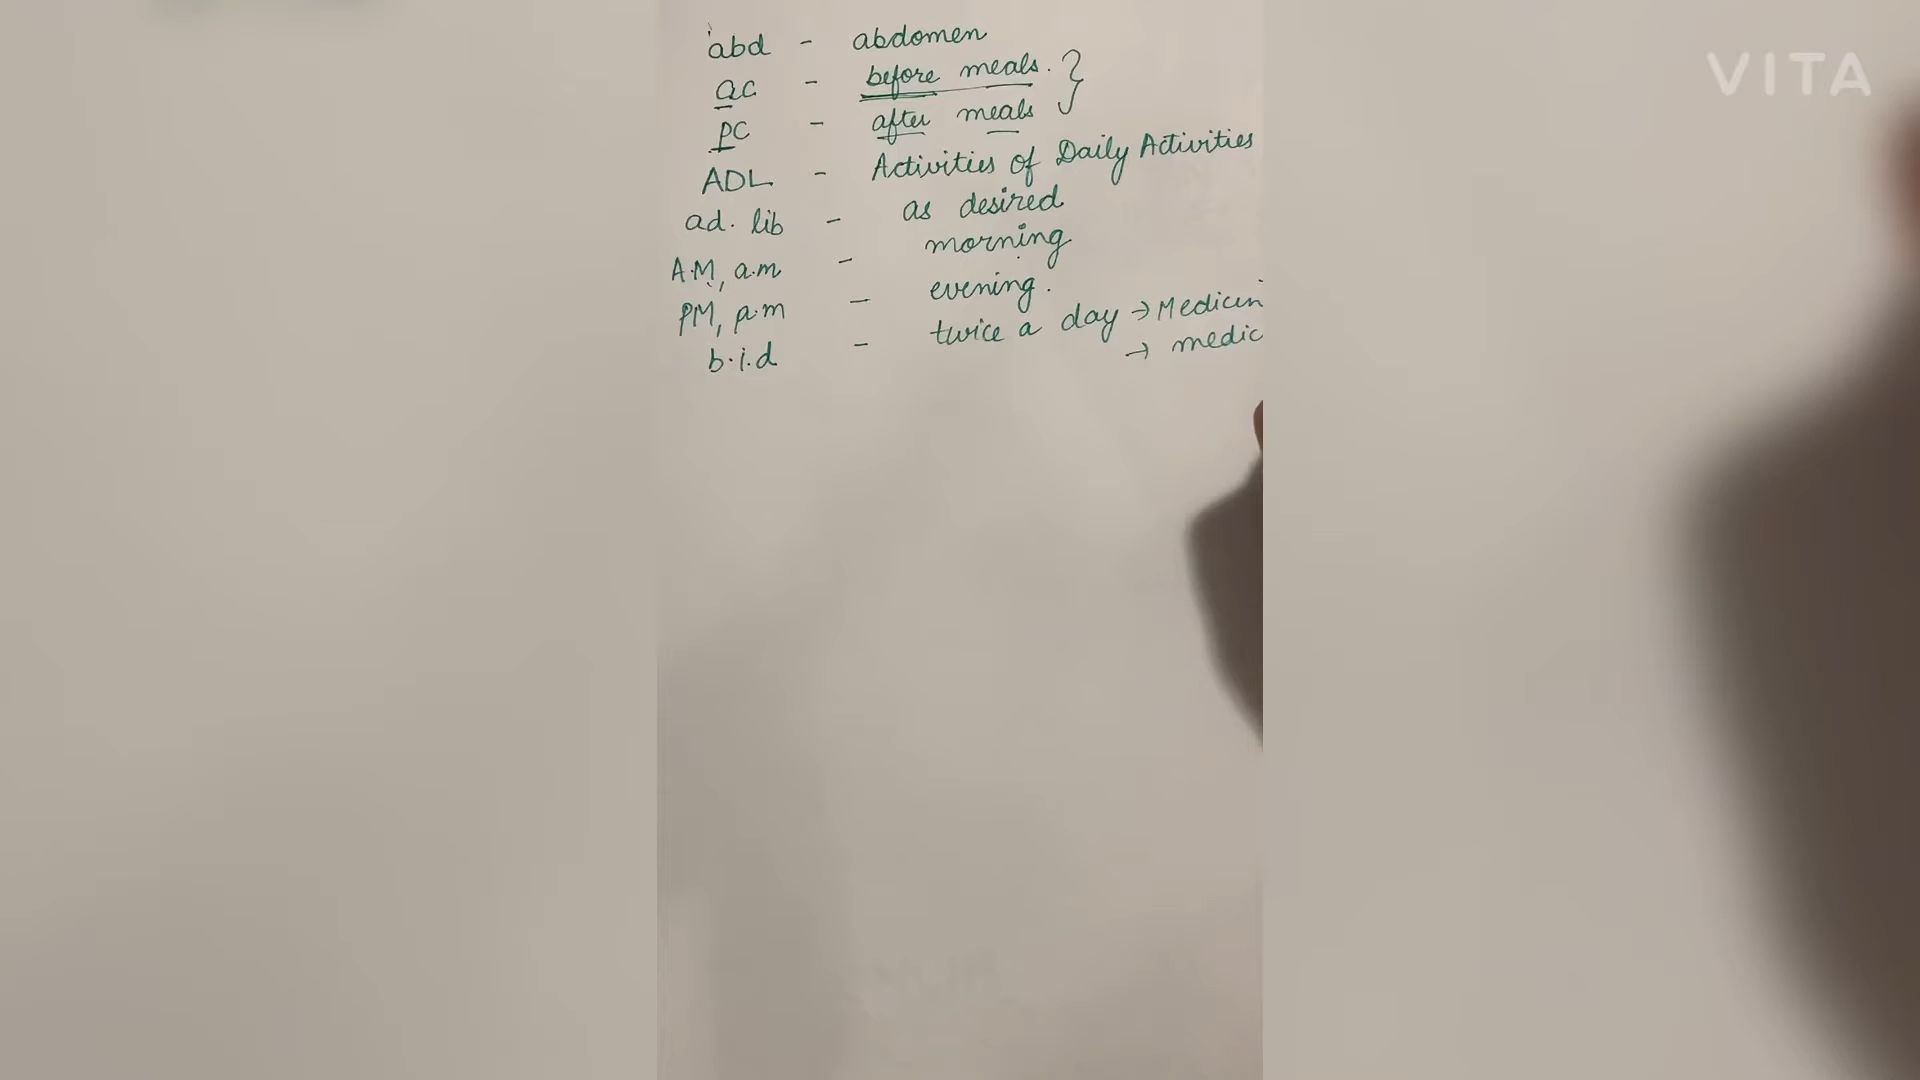 abd - abdomen
ac - before meals.
pc - after meals
ADL - Activities of Daily Activities
ad. lib - as desired
A.M, a.m - morning
PM, p.m - evening.
b.i.d - twice a day → Medicin
→ medic
VITA